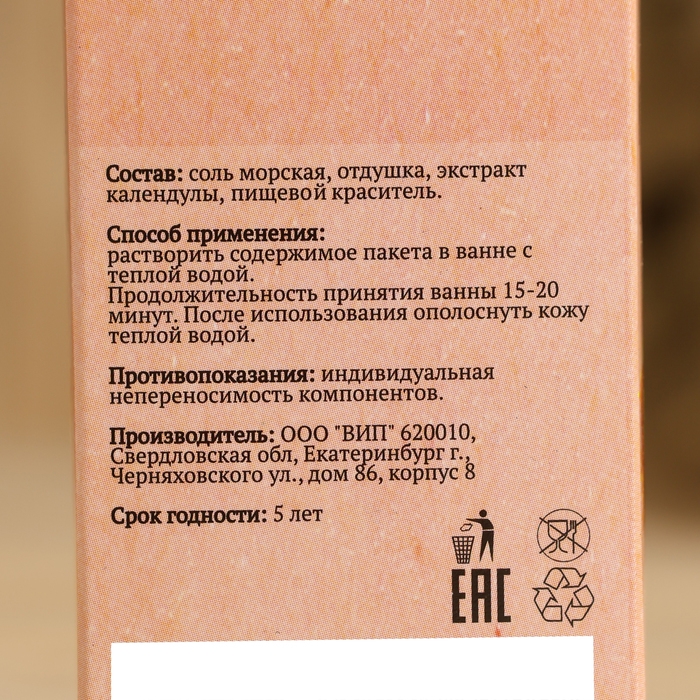 Состав: соль морская, отдушка, экстракт
календулы, пищевой краситель.
Способ применения:
растворить содержимое пакета в ванне с
теплой водой.
Продолжительность принятия ванны 15-20
минут. После использования ополоснуть кожу
теплой водой.
Противопоказания: индивидуальная
непереносимость компонентов.
Производитель: ООО "ВИП" 620010,
Свердловская обл, Екатеринбург г.,
Черняховского ул., дом 86, корпус 8
Срок годности: 5 лет
EAC